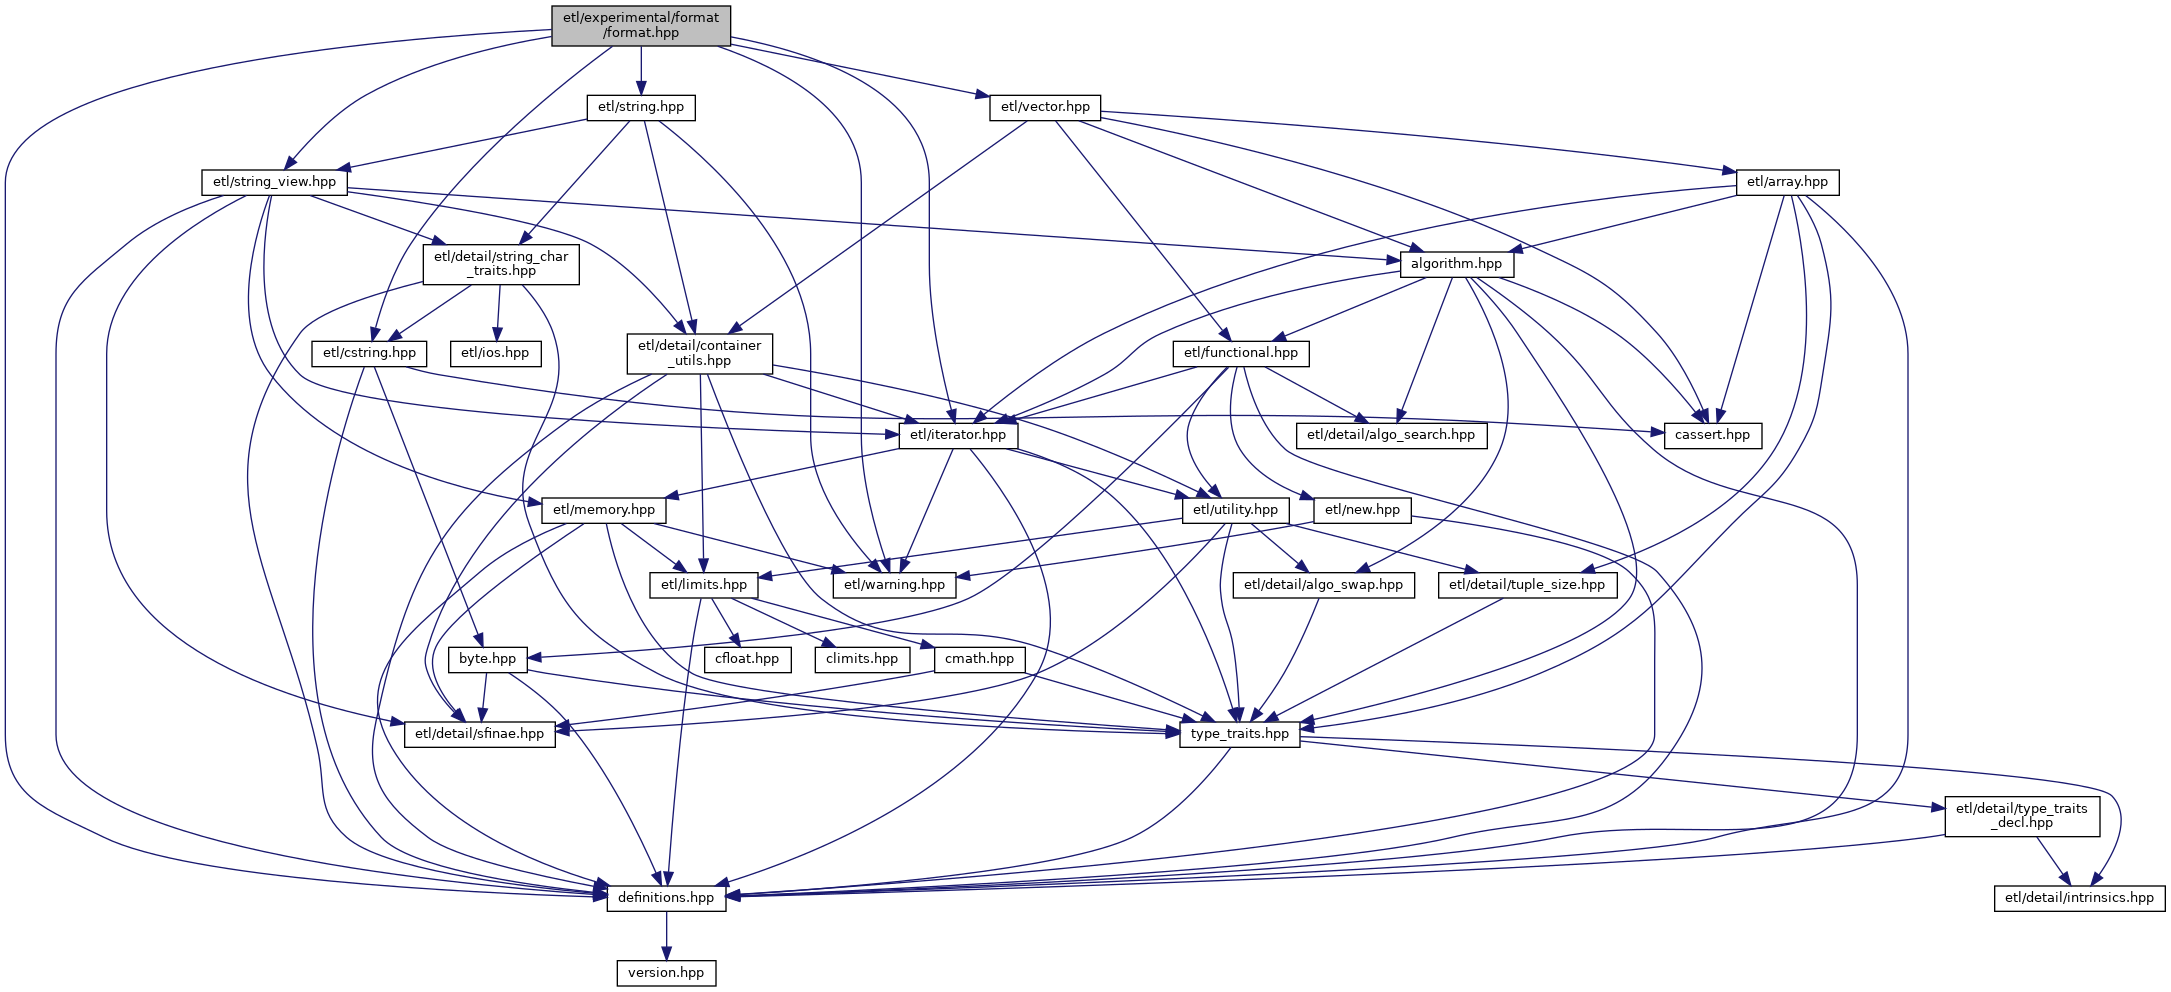 etl/experimental/format
/format.hpp
etl/string.hpp
etl/vector.hpp
etl/string_view.hpp
etl/array.hpp
etl/detail/string_char
_traits.hpp
algorithm.hpp
etl/cstring.hpp
etl/ios.hpp
etl/detail/container
_utils.hpp
etl/functional.hpp
etl/iterator.hpp
etl/detail/algo_search.hpp
cassert.hpp
etl/memory.hpp
etl/utility.hpp
etl/new.hpp
etl/limits.hpp
etl/warning.hpp
etl/detail/algo_swap.hpp
etl/detail/tuple_size.hpp
byte.hpp
cfloat.hpp
climits.hpp
cmath.hpp
etl/detail/sfinae.hpp
type_traits.hpp
etl/detail/type_traits
_decl.hpp
definitions.hpp
etl/detail/intrinsics.hpp
version.hpp